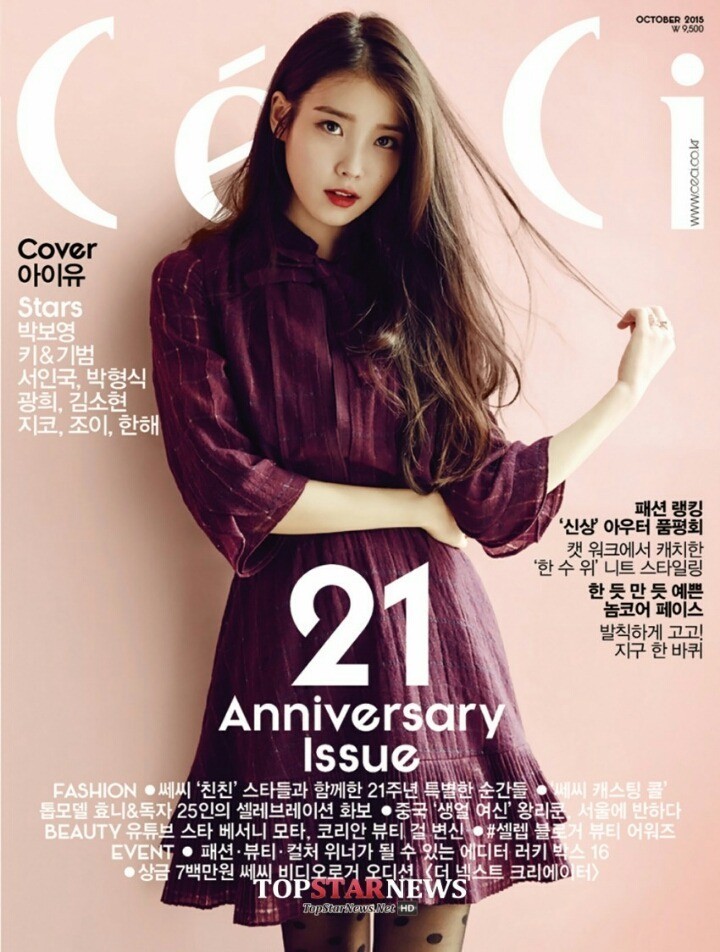 CéCi
OCTOBER 2015
₩ 9,500
www.ceci.co.kr
Cover
아이유
Stars
박보영
키&기범
서인국, 박형식
광희, 김소현
지코, 조이, 한해
패션 랭킹
‘신상’ 아우터 품평회
캣 워크에서 캐치한
‘한 수 위’ 니트 스타일링
한 듯 만 듯 예쁜
놈코어 페이스
발칙하게 고고!
지구 한 바퀴
21
Anniversary
Issue
FASHION ●쎄씨 ‘친친’ 스타들과 함께한 21주년 특별한 순간들 ●‘쎄씨 캐스팅 콜’
톱모델 효니&독자 25인의 셀레브레이션 화보 ●중국 ‘생얼 여신’ 왕리쿤, 서울에 반하다
BEAUTY 유튜브 스타 베서니 모타, 코리안 뷰티 걸 변신 ●#셀렙 블로거 뷰티 어워즈
EVENT ● 패션·뷰티·컬처 위너가 될 수 있는 에디터 러키 박스 16
●상금 7백만원 쎄씨 비디오로거 오디션 〈더 넥스트 크리에이터〉
TOPSTARNEWS
TopStarNews.Net HD